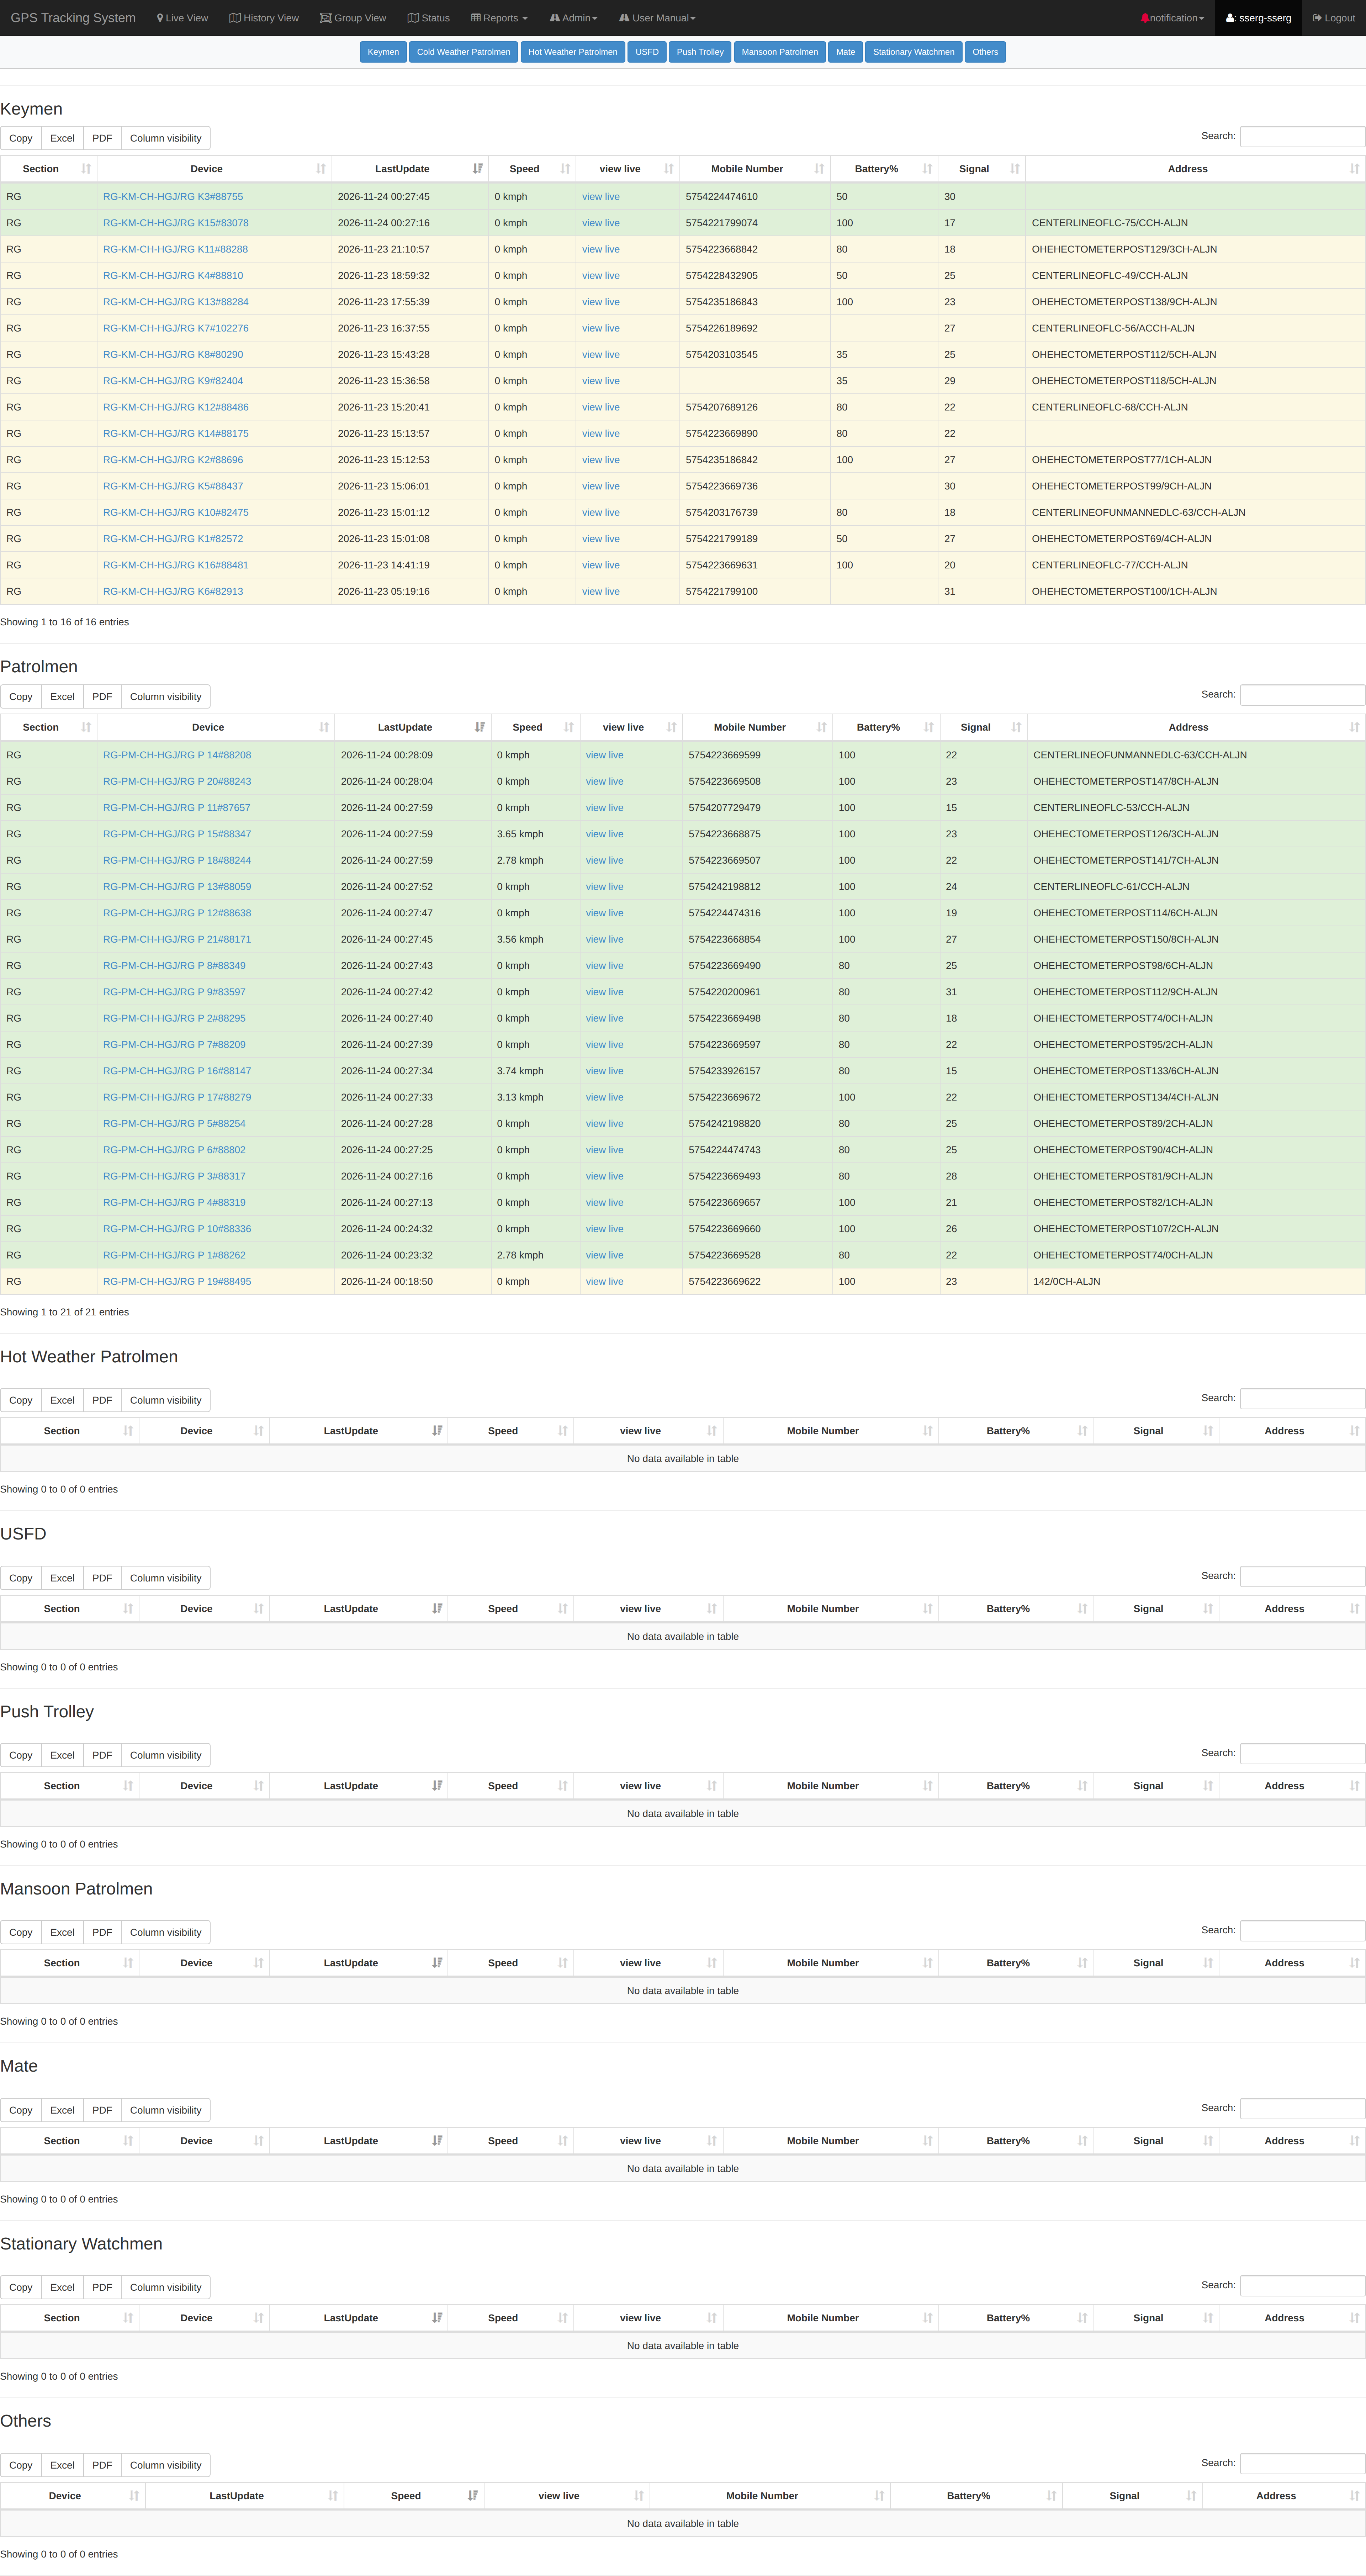 GPS Tracking System Live View History View Group View Status Reports Admin User Manual notification : sserg-sserg Logout
Keymen Cold Weather Patrolmen Hot Weather Patrolmen USFD Push Trolley Mansoon Patrolmen Mate Stationary Watchmen Others
Keymen
Copy Excel PDF Column visibility Search:
Section Device LastUpdate Speed view live Mobile Number Battery% Signal Address
RG RG-KM-CH-HGJ/RG K3#88755 2026-11-24 00:27:45 0 kmph view live 5754224474610 50 30
RG RG-KM-CH-HGJ/RG K15#83078 2026-11-24 00:27:16 0 kmph view live 5754221799074 100 17 CENTERLINEOFLC-75/CCH-ALJN
RG RG-KM-CH-HGJ/RG K11#88288 2026-11-23 21:10:57 0 kmph view live 5754223668842 80 18 OHEHECTOMETERPOST129/3CH-ALJN
RG RG-KM-CH-HGJ/RG K4#88810 2026-11-23 18:59:32 0 kmph view live 5754228432905 50 25 CENTERLINEOFLC-49/CCH-ALJN
RG RG-KM-CH-HGJ/RG K13#88284 2026-11-23 17:55:39 0 kmph view live 5754235186843 100 23 OHEHECTOMETERPOST138/9CH-ALJN
RG RG-KM-CH-HGJ/RG K7#102276 2026-11-23 16:37:55 0 kmph view live 5754226189692 27 CENTERLINEOFLC-56/ACCH-ALJN
RG RG-KM-CH-HGJ/RG K8#80290 2026-11-23 15:43:28 0 kmph view live 5754203103545 35 25 OHEHECTOMETERPOST112/5CH-ALJN
RG RG-KM-CH-HGJ/RG K9#82404 2026-11-23 15:36:58 0 kmph view live 35 29 OHEHECTOMETERPOST118/5CH-ALJN
RG RG-KM-CH-HGJ/RG K12#88486 2026-11-23 15:20:41 0 kmph view live 5754207689126 80 22 CENTERLINEOFLC-68/CCH-ALJN
RG RG-KM-CH-HGJ/RG K14#88175 2026-11-23 15:13:57 0 kmph view live 5754223669890 80 22
RG RG-KM-CH-HGJ/RG K2#88696 2026-11-23 15:12:53 0 kmph view live 5754235186842 100 27 OHEHECTOMETERPOST77/1CH-ALJN
RG RG-KM-CH-HGJ/RG K5#88437 2026-11-23 15:06:01 0 kmph view live 5754223669736 30 OHEHECTOMETERPOST99/9CH-ALJN
RG RG-KM-CH-HGJ/RG K10#82475 2026-11-23 15:01:12 0 kmph view live 5754203176739 80 18 CENTERLINEOFUNMANNEDLC-63/CCH-ALJN
RG RG-KM-CH-HGJ/RG K1#82572 2026-11-23 15:01:08 0 kmph view live 5754221799189 50 27 OHEHECTOMETERPOST69/4CH-ALJN
RG RG-KM-CH-HGJ/RG K16#88481 2026-11-23 14:41:19 0 kmph view live 5754223669631 100 20 CENTERLINEOFLC-77/CCH-ALJN
RG RG-KM-CH-HGJ/RG K6#82913 2026-11-23 05:19:16 0 kmph view live 5754221799100 31 OHEHECTOMETERPOST100/1CH-ALJN
Showing 1 to 16 of 16 entries
Patrolmen
Copy Excel PDF Column visibility Search:
Section Device LastUpdate Speed view live Mobile Number Battery% Signal Address
RG RG-PM-CH-HGJ/RG P 14#88208 2026-11-24 00:28:09 0 kmph view live 5754223669599 100 22 CENTERLINEOFUNMANNEDLC-63/CCH-ALJN
RG RG-PM-CH-HGJ/RG P 20#88243 2026-11-24 00:28:04 0 kmph view live 5754223669508 100 23 OHEHECTOMETERPOST147/8CH-ALJN
RG RG-PM-CH-HGJ/RG P 11#87657 2026-11-24 00:27:59 0 kmph view live 5754207729479 100 15 CENTERLINEOFLC-53/CCH-ALJN
RG RG-PM-CH-HGJ/RG P 15#88347 2026-11-24 00:27:59 3.65 kmph view live 5754223668875 100 23 OHEHECTOMETERPOST126/3CH-ALJN
RG RG-PM-CH-HGJ/RG P 18#88244 2026-11-24 00:27:59 2.78 kmph view live 5754223669507 100 22 OHEHECTOMETERPOST141/7CH-ALJN
RG RG-PM-CH-HGJ/RG P 13#88059 2026-11-24 00:27:52 0 kmph view live 5754242198812 100 24 CENTERLINEOFLC-61/CCH-ALJN
RG RG-PM-CH-HGJ/RG P 12#88638 2026-11-24 00:27:47 0 kmph view live 5754224474316 100 19 OHEHECTOMETERPOST114/6CH-ALJN
RG RG-PM-CH-HGJ/RG P 21#88171 2026-11-24 00:27:45 3.56 kmph view live 5754223668854 100 27 OHEHECTOMETERPOST150/8CH-ALJN
RG RG-PM-CH-HGJ/RG P 8#88349 2026-11-24 00:27:43 0 kmph view live 5754223669490 80 25 OHEHECTOMETERPOST98/6CH-ALJN
RG RG-PM-CH-HGJ/RG P 9#83597 2026-11-24 00:27:42 0 kmph view live 5754220200961 80 31 OHEHECTOMETERPOST112/9CH-ALJN
RG RG-PM-CH-HGJ/RG P 2#88295 2026-11-24 00:27:40 0 kmph view live 5754223669498 80 18 OHEHECTOMETERPOST74/0CH-ALJN
RG RG-PM-CH-HGJ/RG P 7#88209 2026-11-24 00:27:39 0 kmph view live 5754223669597 80 22 OHEHECTOMETERPOST95/2CH-ALJN
RG RG-PM-CH-HGJ/RG P 16#88147 2026-11-24 00:27:34 3.74 kmph view live 5754233926157 80 15 OHEHECTOMETERPOST133/6CH-ALJN
RG RG-PM-CH-HGJ/RG P 17#88279 2026-11-24 00:27:33 3.13 kmph view live 5754223669672 100 22 OHEHECTOMETERPOST134/4CH-ALJN
RG RG-PM-CH-HGJ/RG P 5#88254 2026-11-24 00:27:28 0 kmph view live 5754242198820 80 25 OHEHECTOMETERPOST89/2CH-ALJN
RG RG-PM-CH-HGJ/RG P 6#88802 2026-11-24 00:27:25 0 kmph view live 5754224474743 80 25 OHEHECTOMETERPOST90/4CH-ALJN
RG RG-PM-CH-HGJ/RG P 3#88317 2026-11-24 00:27:16 0 kmph view live 5754223669493 80 28 OHEHECTOMETERPOST81/9CH-ALJN
RG RG-PM-CH-HGJ/RG P 4#88319 2026-11-24 00:27:13 0 kmph view live 5754223669657 100 21 OHEHECTOMETERPOST82/1CH-ALJN
RG RG-PM-CH-HGJ/RG P 10#88336 2026-11-24 00:24:32 0 kmph view live 5754223669660 100 26 OHEHECTOMETERPOST107/2CH-ALJN
RG RG-PM-CH-HGJ/RG P 1#88262 2026-11-24 00:23:32 2.78 kmph view live 5754223669528 80 22 OHEHECTOMETERPOST74/0CH-ALJN
RG RG-PM-CH-HGJ/RG P 19#88495 2026-11-24 00:18:50 0 kmph view live 5754223669622 100 23 142/0CH-ALJN
Showing 1 to 21 of 21 entries
Hot Weather Patrolmen
Copy Excel PDF Column visibility Search:
Section Device LastUpdate Speed view live Mobile Number Battery% Signal Address
No data available in table
Showing 0 to 0 of 0 entries
USFD
Copy Excel PDF Column visibility Search:
Section Device LastUpdate Speed view live Mobile Number Battery% Signal Address
No data available in table
Showing 0 to 0 of 0 entries
Push Trolley
Copy Excel PDF Column visibility Search:
Section Device LastUpdate Speed view live Mobile Number Battery% Signal Address
No data available in table
Showing 0 to 0 of 0 entries
Mansoon Patrolmen
Copy Excel PDF Column visibility Search:
Section Device LastUpdate Speed view live Mobile Number Battery% Signal Address
No data available in table
Showing 0 to 0 of 0 entries
Mate
Copy Excel PDF Column visibility Search:
Section Device LastUpdate Speed view live Mobile Number Battery% Signal Address
No data available in table
Showing 0 to 0 of 0 entries
Stationary Watchmen
Copy Excel PDF Column visibility Search:
Section Device LastUpdate Speed view live Mobile Number Battery% Signal Address
No data available in table
Showing 0 to 0 of 0 entries
Others
Copy Excel PDF Column visibility Search:
Device LastUpdate Speed view live Mobile Number Battery% Signal Address
No data available in table
Showing 0 to 0 of 0 entries